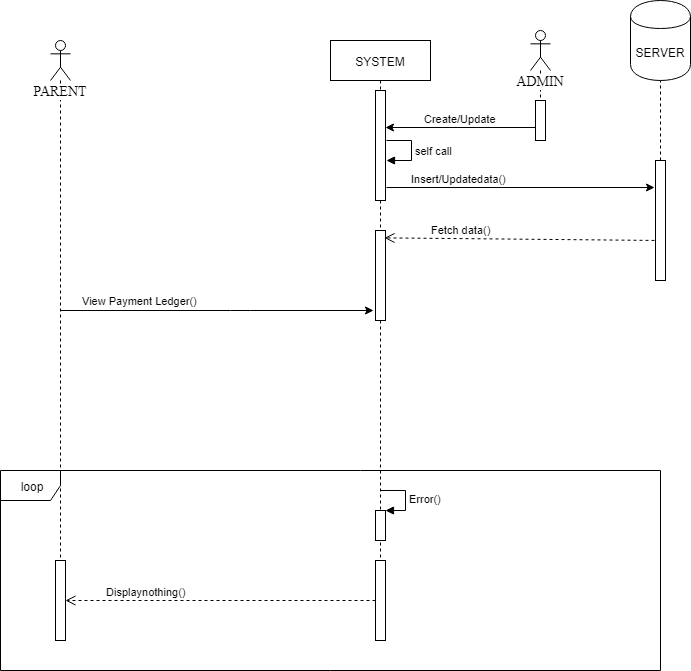 SERVER
SYSTEM
ADMIN
PARENT
Create/Update
self call
Insert/Updatedata()
Fetch data()
View Payment Ledger()
loop
Error()
Displaynothing()